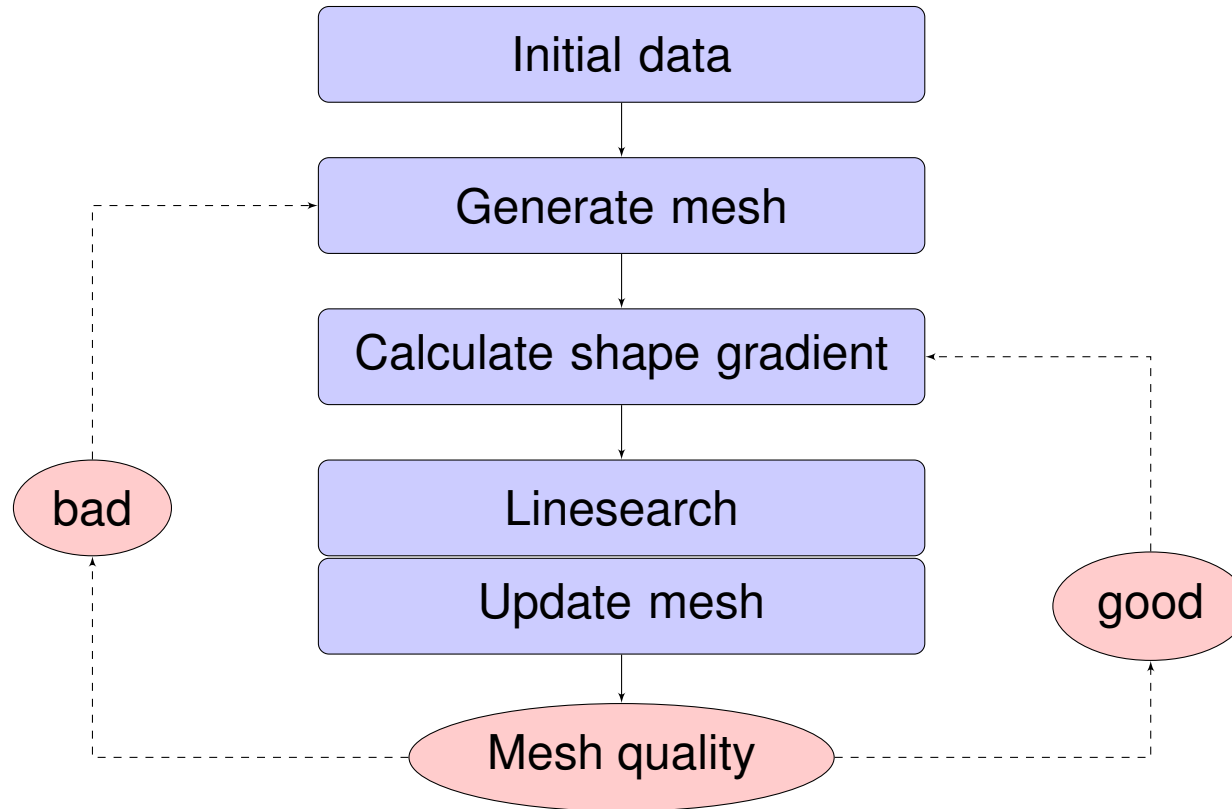 Initial data
Generate mesh
Calculate shape gradient
bad
Linesearch
Update mesh
good
Mesh quality